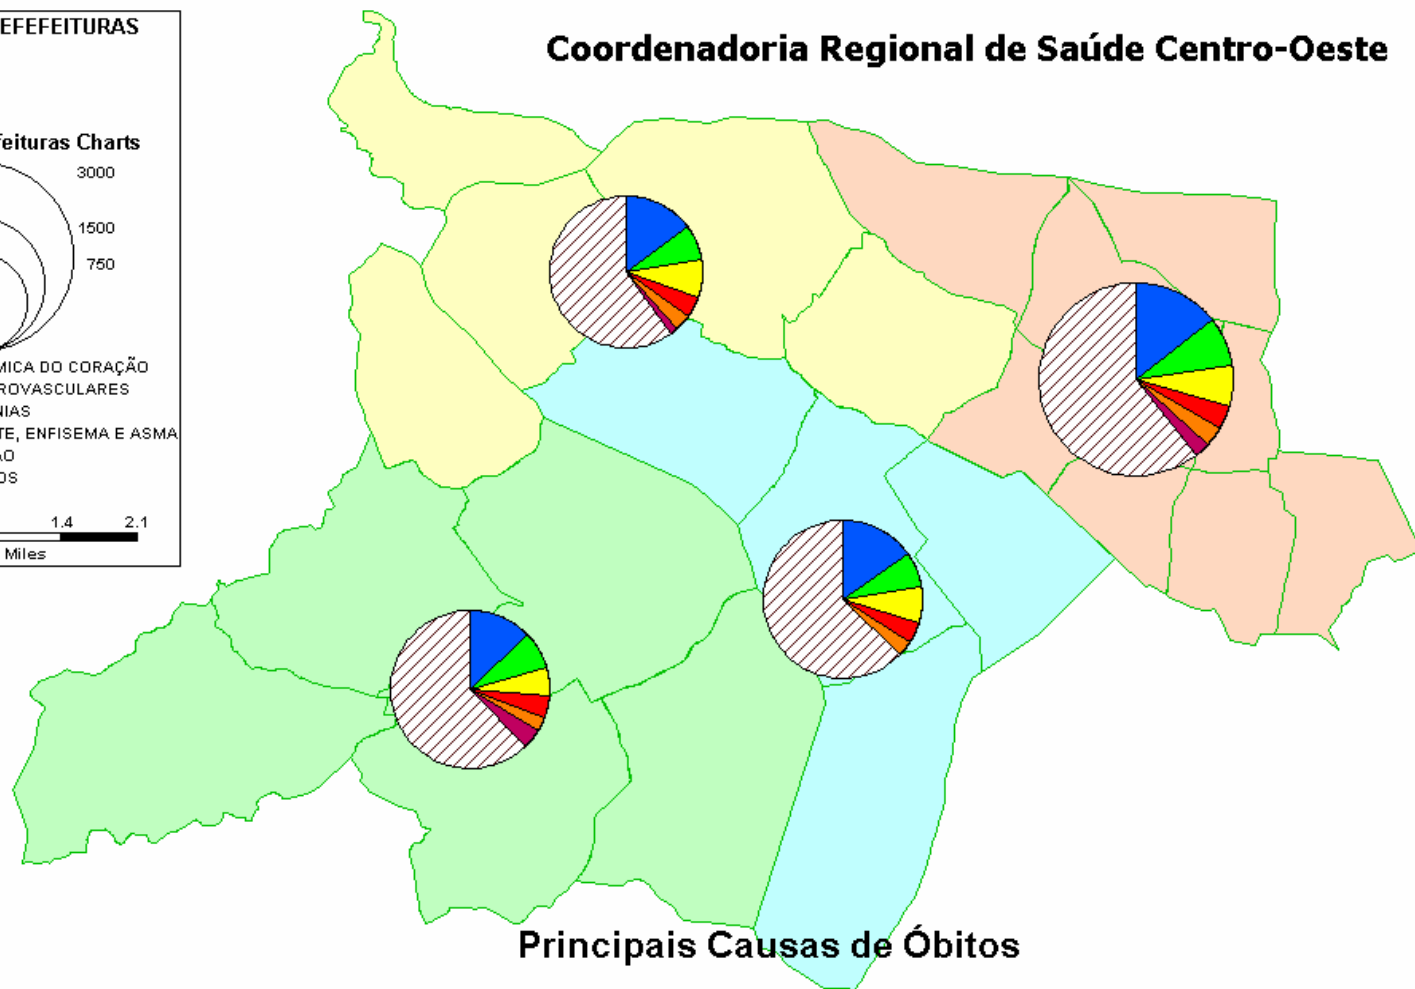 EFEFEITURAS
Coordenadoria Regional de Saúde Centro-Oeste
feituras Charts
3000
1500
750
MICA DO CORAÇÃO
ROVASCULARES
NIAS
TE, ENFISEMA E ASMA
ÃO
OS
1.4 2.1
Miles
Principais Causas de Óbitos